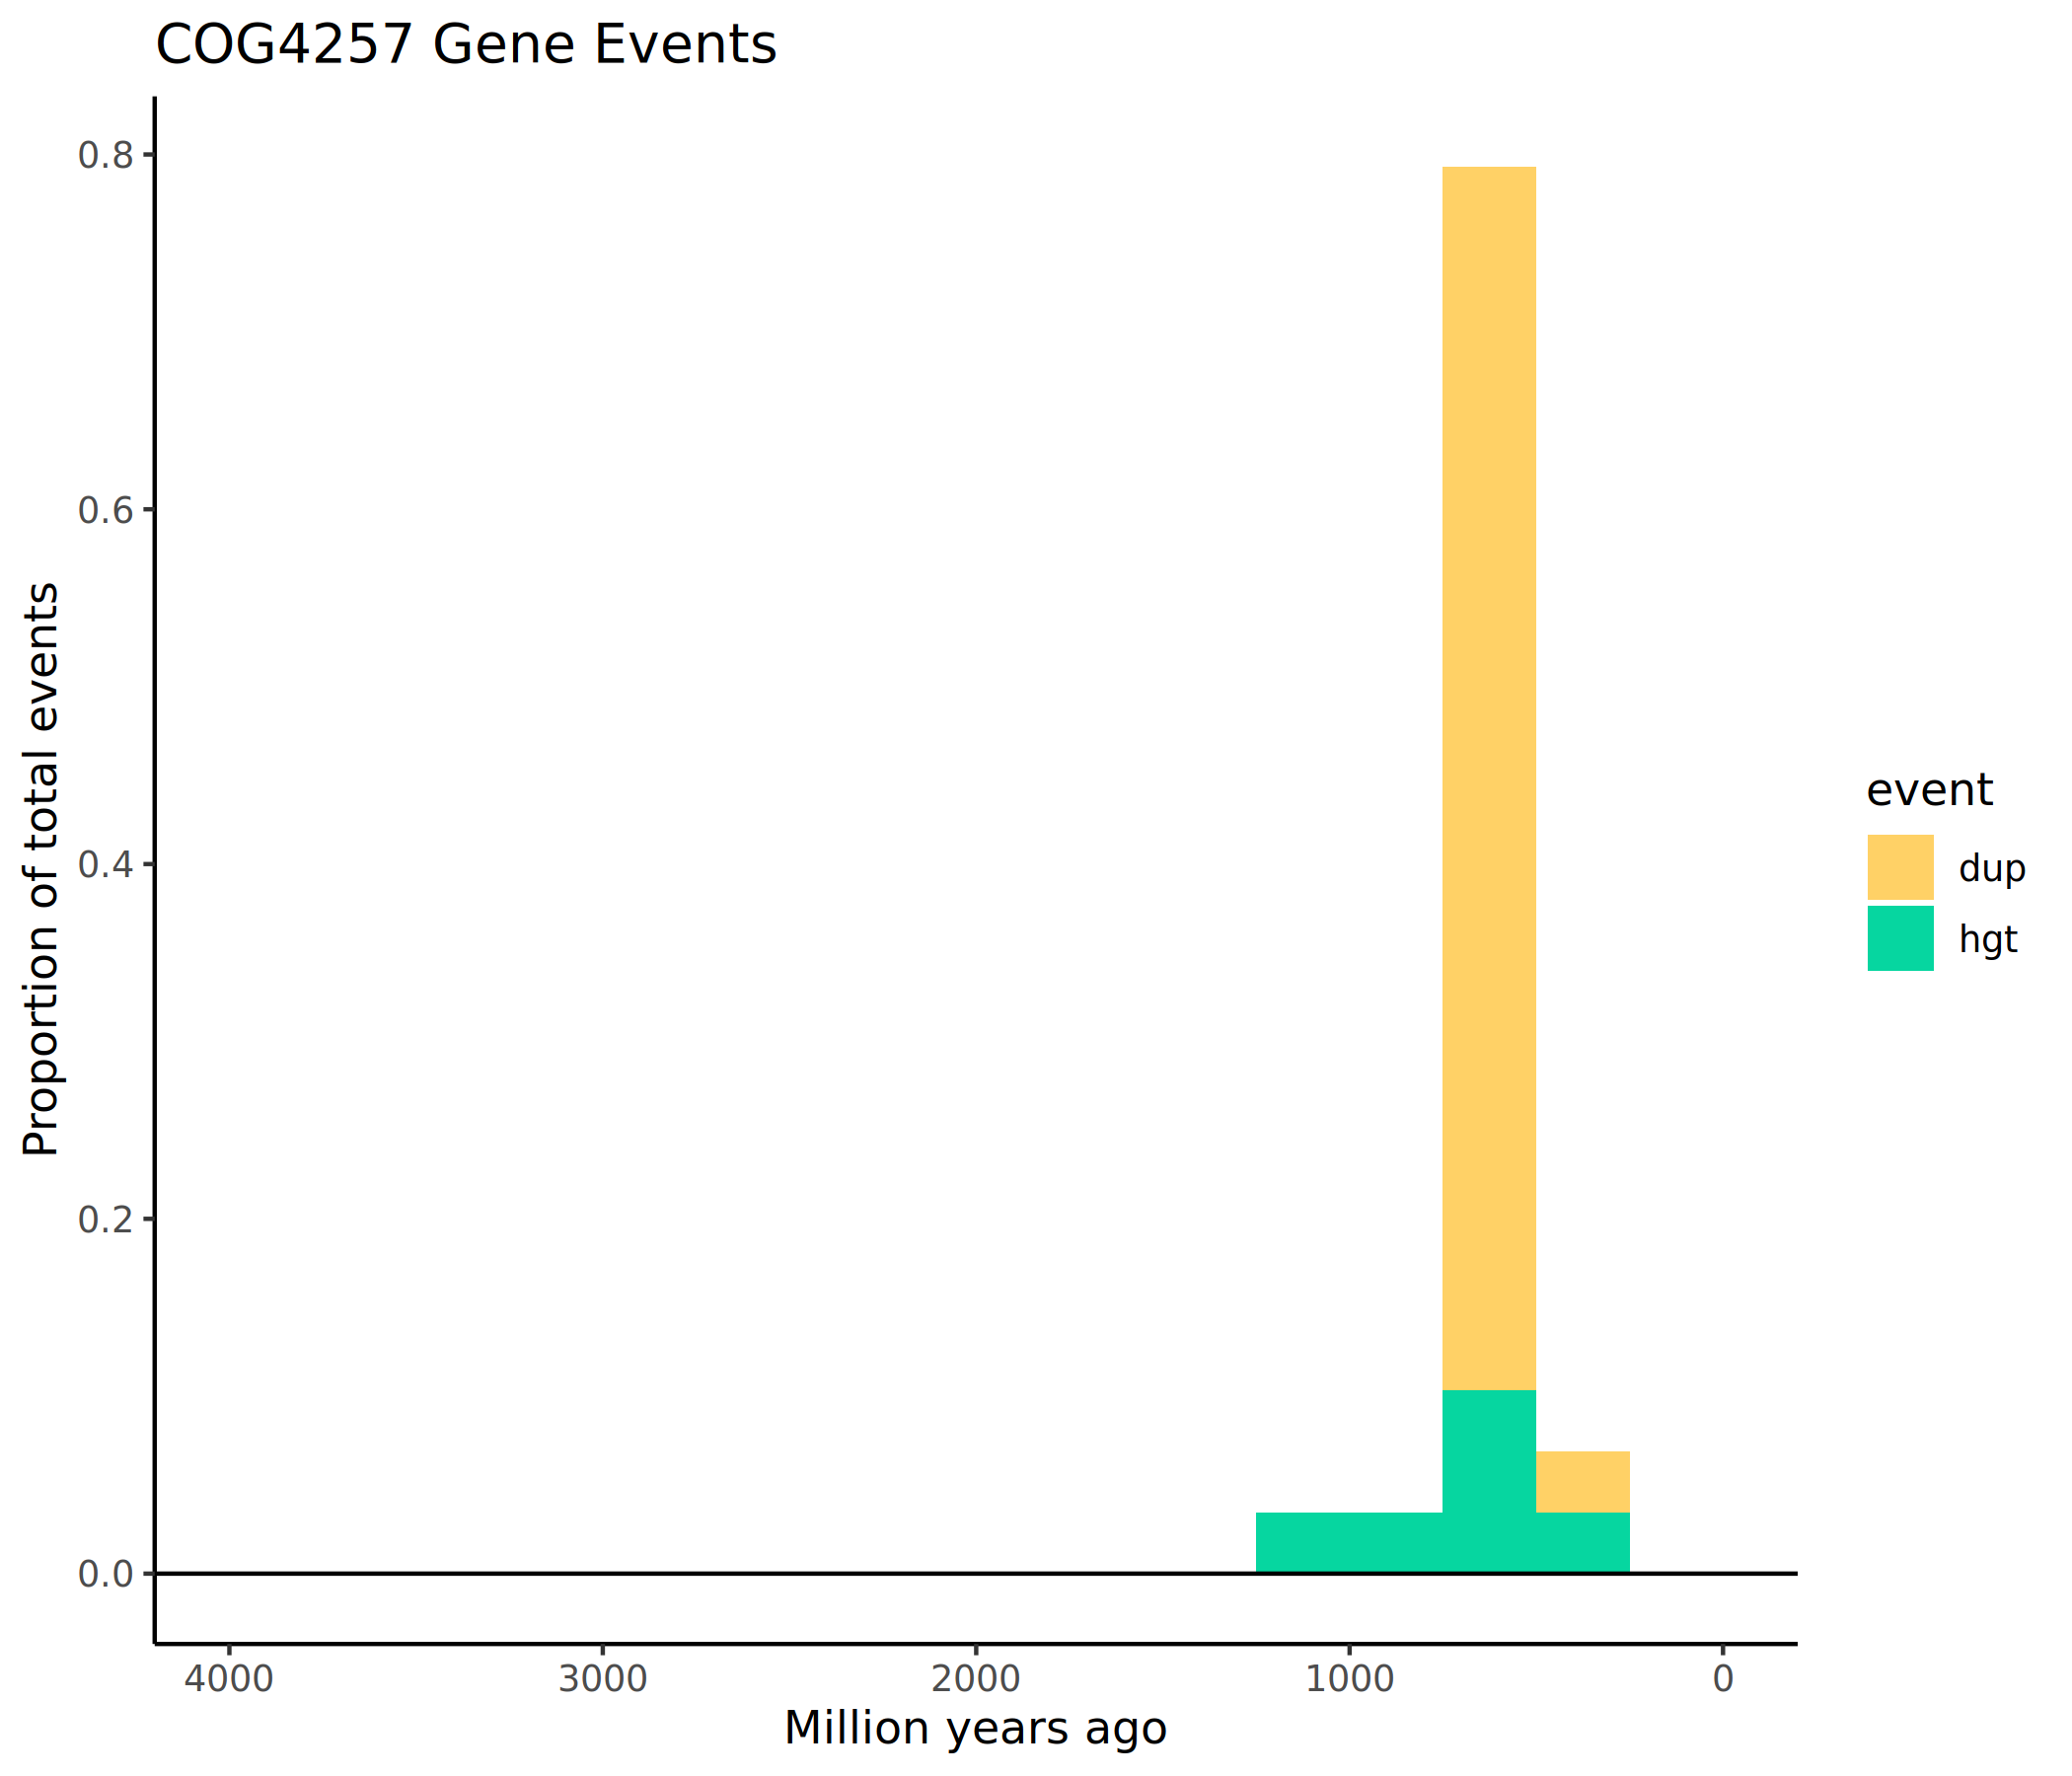 COG4257 Gene Events
0.8
0.6
0.4
0.2
0.0
Proportion of total events
4000
3000
2000
1000
0
Million years ago
event
dup
hgt